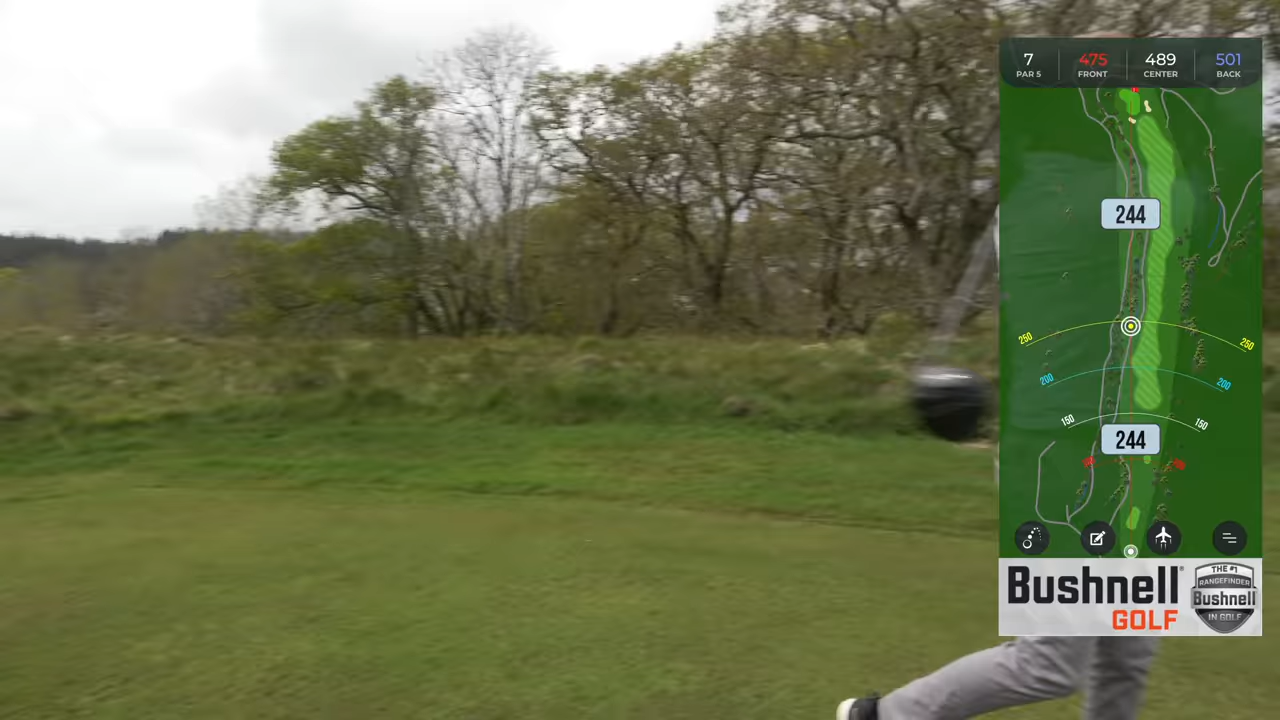 7 475 489 501
PAR 5 FRONT CENTER BACK
244
250 250
200 200
150 150
244
Bushnell
GOLF
THE #1
RANGEFINDER
Bushnell
IN GOLF